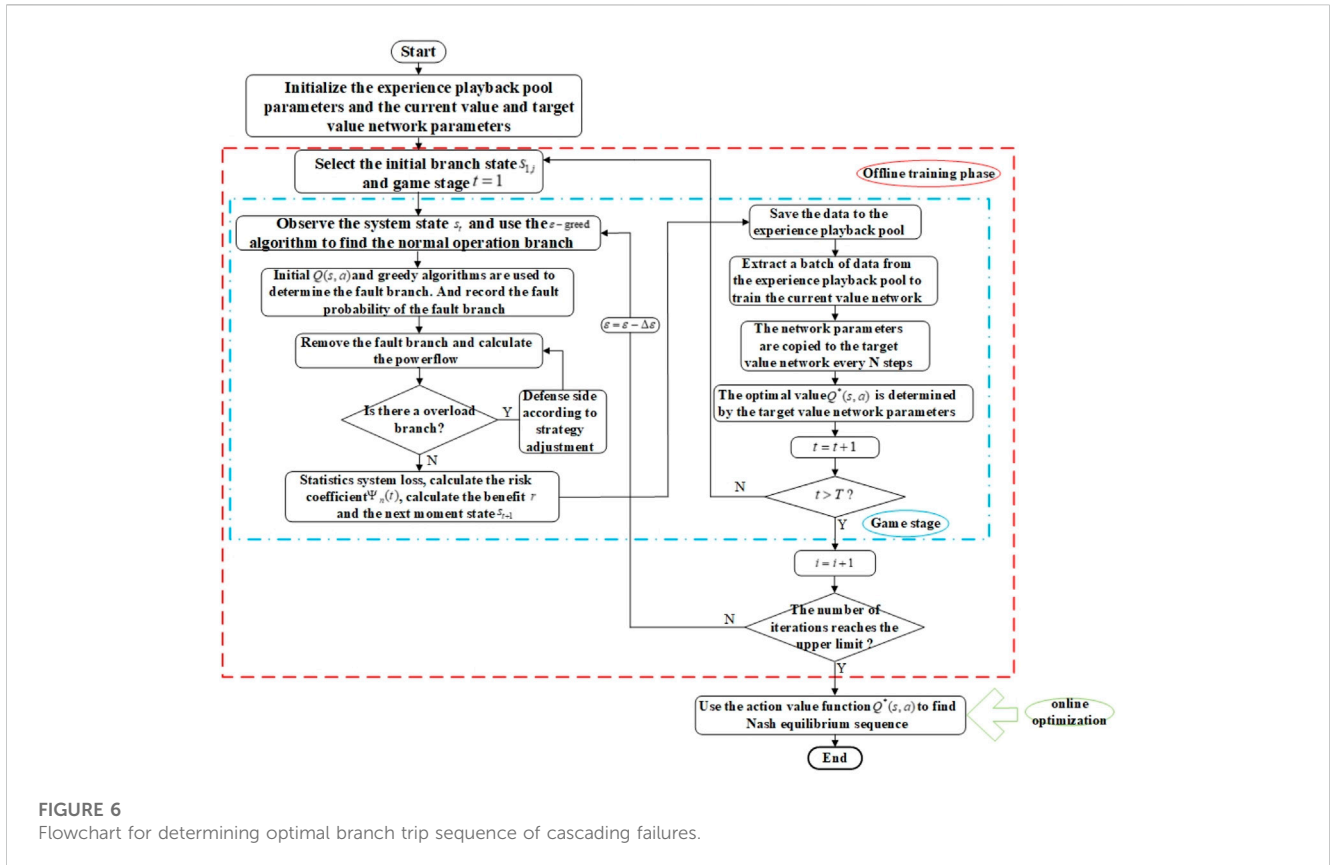 Start
Initialize the experience playback pool
parameters and the current value and target
value network parameters
Select the initial branch state s₁ⱼ
and game stage t = 1
Offline training phase
Observe the system state sₜ and use the ε−greed
algorithm to find the normal operation branch
Initial Q(s,a) and greedy algorithms are used to
determine the fault branch. And record the fault
probability of the fault branch
Remove the fault branch and calculate
the powerflow
Is there a overload
branch?
Y
Defense side
according to
strategy
adjustment
N
Statistics system loss, calculate the risk
coefficient Ψₙ(t), calculate the benefit r
and the next moment state sₜ₊₁
ε = ε − Δε
Save the data to the
experience playback pool
Extract a batch of data from
the experience playback pool to
train the current value network
The network parameters
are copied to the target
value network every N steps
The optimal value Q*(s,a) is determined
by the target value network parameters
t = t+1
N
t > T ?
Y
Game stage
i = i+1
N
The number of
iterations reaches the
upper limit ?
Y
Use the action value function Q*(s,a) to find
Nash equilibrium sequence
online
optimization
End
FIGURE 6
Flowchart for determining optimal branch trip sequence of cascading failures.